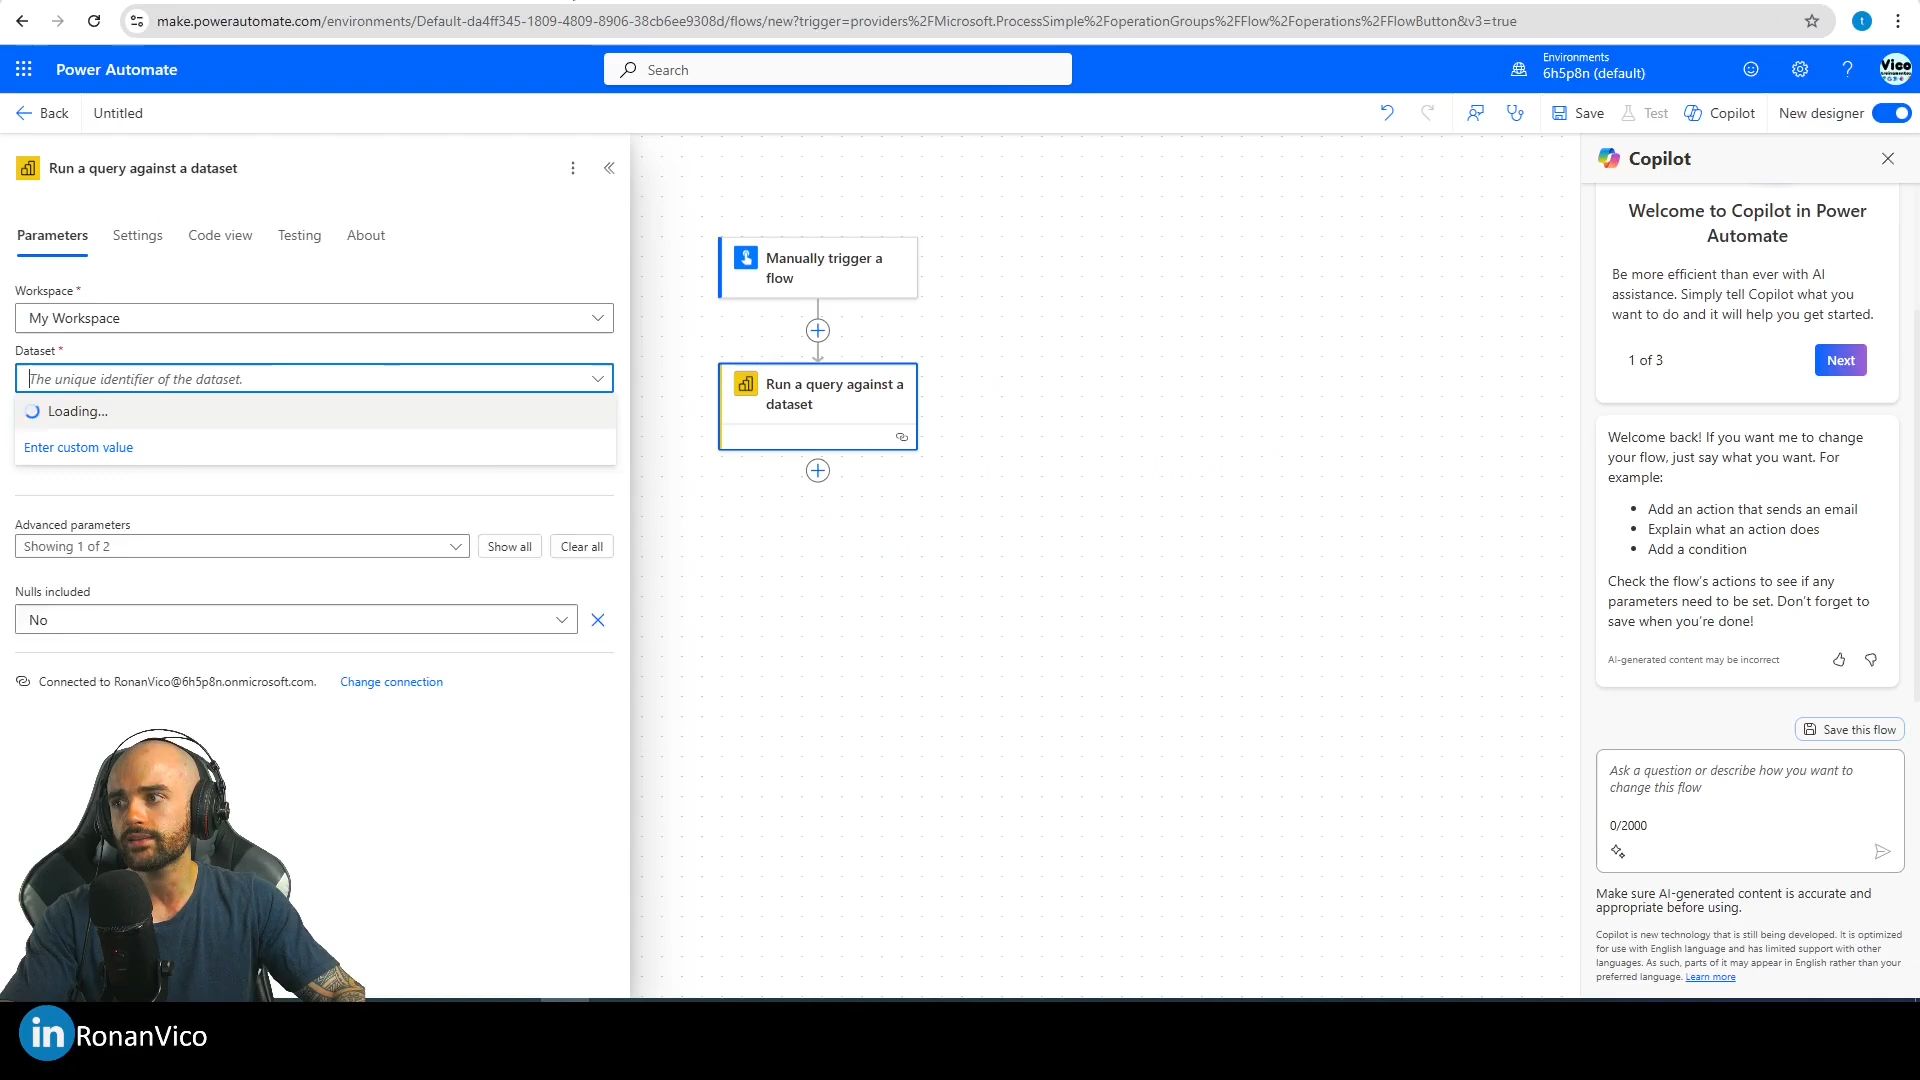 make.powerautomate.com/environments/Default-da4ff345-1809-4809-8906-38cb6ee9308d/flows/new?trigger=providers%2FMicrosoft.ProcessSimple%2FoperationGroups%2FFlow%2Foperations%2FFlowButton&v3=true
t
Power Automate
Search
Environments
6h5p8n (default)
Vico
Back
Untitled
Save
Test
Copilot
New designer
Run a query against a dataset
Parameters
Settings
Code view
Testing
About
Workspace *
My Workspace
Dataset *
The unique identifier of the dataset.
Loading...
Enter custom value
Advanced parameters
Showing 1 of 2
Show all
Clear all
Nulls included
No
Connected to RonanVico@6h5p8n.onmicrosoft.com.
Change connection
Manually trigger a
flow
Run a query against a
dataset
Copilot
Welcome to Copilot in Power
Automate
Be more efficient than ever with AI
assistance. Simply tell Copilot what you
want to do and it will help you get started.
1 of 3
Next
Welcome back! If you want me to change
your flow, just say what you want. For
example:
• Add an action that sends an email
• Explain what an action does
• Add a condition
Check the flow's actions to see if any
parameters need to be set. Don't forget to
save when you're done!
AI-generated content may be incorrect
Save this flow
Ask a question or describe how you want to
change this flow
0/2000
Make sure AI-generated content is accurate and
appropriate before using.
Copilot is new technology that is still being developed. It is optimized
for use with English language and has limited support with other
languages. As such, parts of it may appear in English rather than your
preferred language. Learn more
in RonanVico